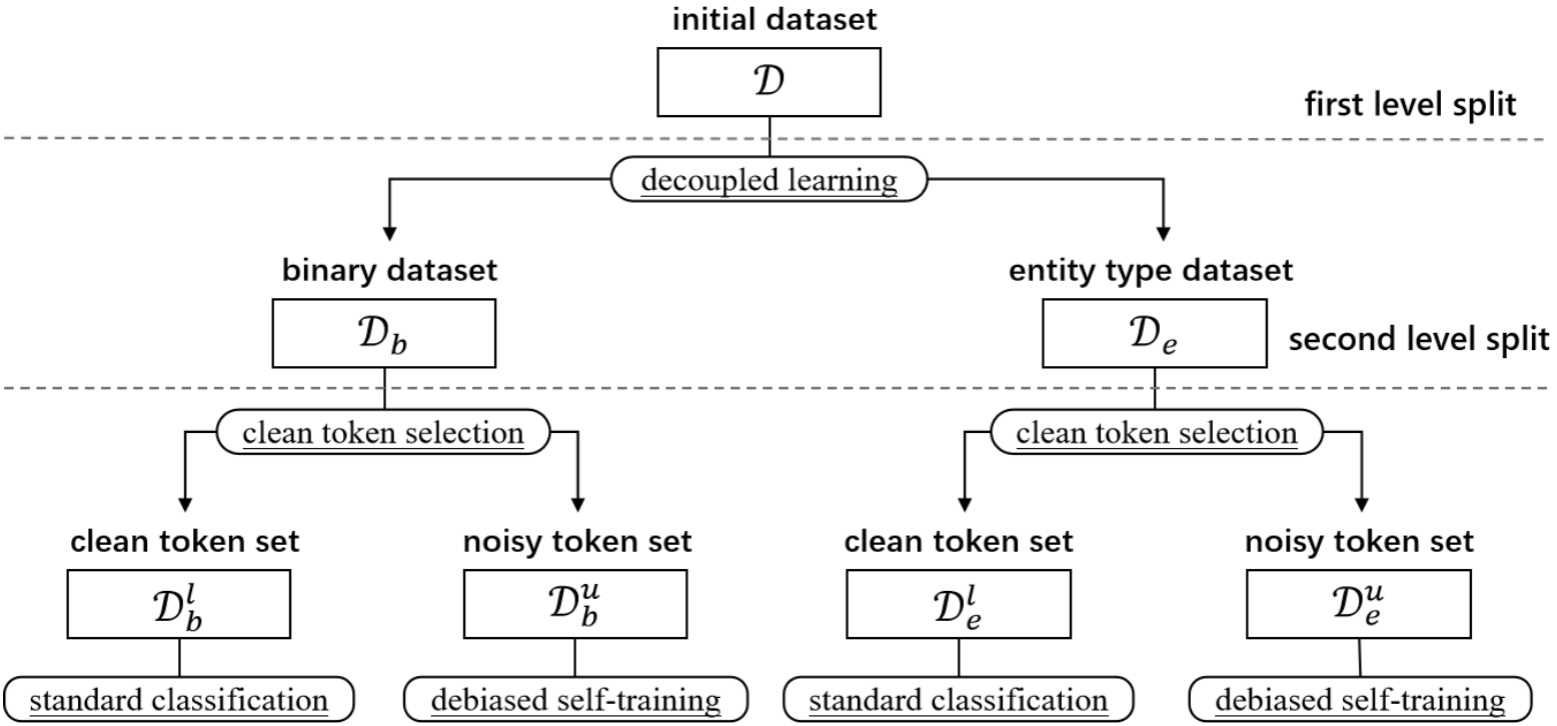 initial dataset
𝒟
first level split
decoupled learning
binary dataset
entity type dataset
𝒟_b
𝒟_e
second level split
clean token selection
clean token selection
clean token set
noisy token set
clean token set
noisy token set
𝒟_b^l
𝒟_b^u
𝒟_e^l
𝒟_e^u
standard classification
debiased self-training
standard classification
debiased self-training